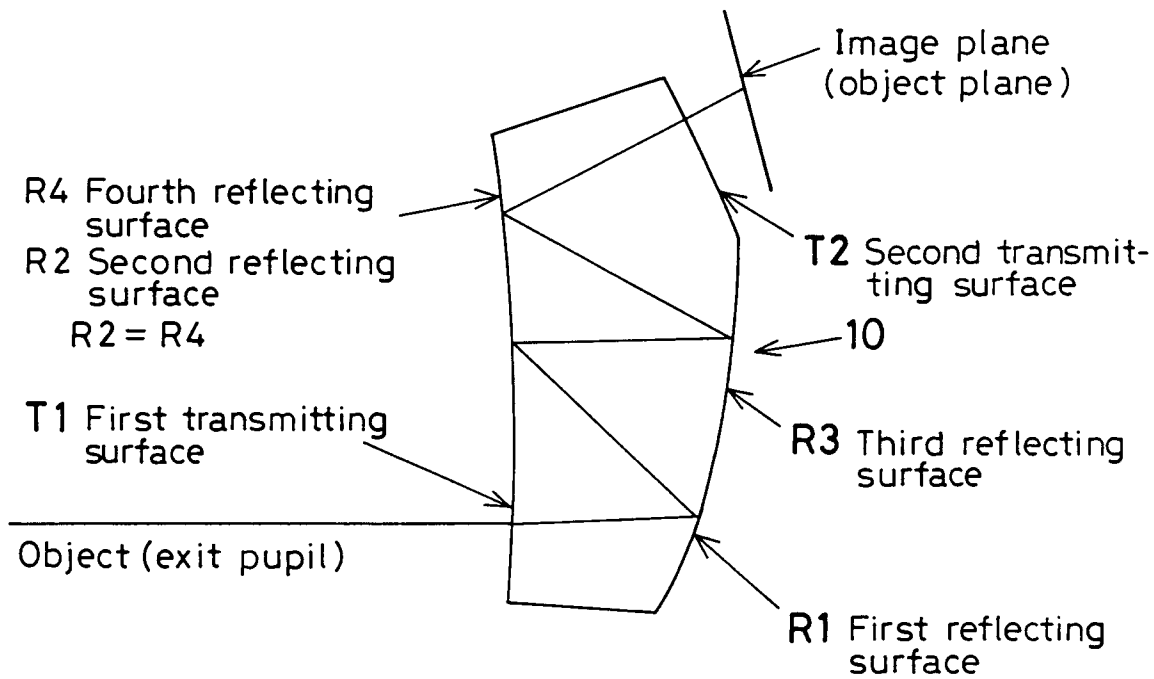 Image plane
(object plane)
R4 Fourth reflecting
surface
R2 Second reflecting
surface
R2 = R4
T2 Second transmit-
ting surface
10
T1 First transmitting
surface
R3 Third reflecting
surface
Object (exit pupil)
R1 First reflecting
surface